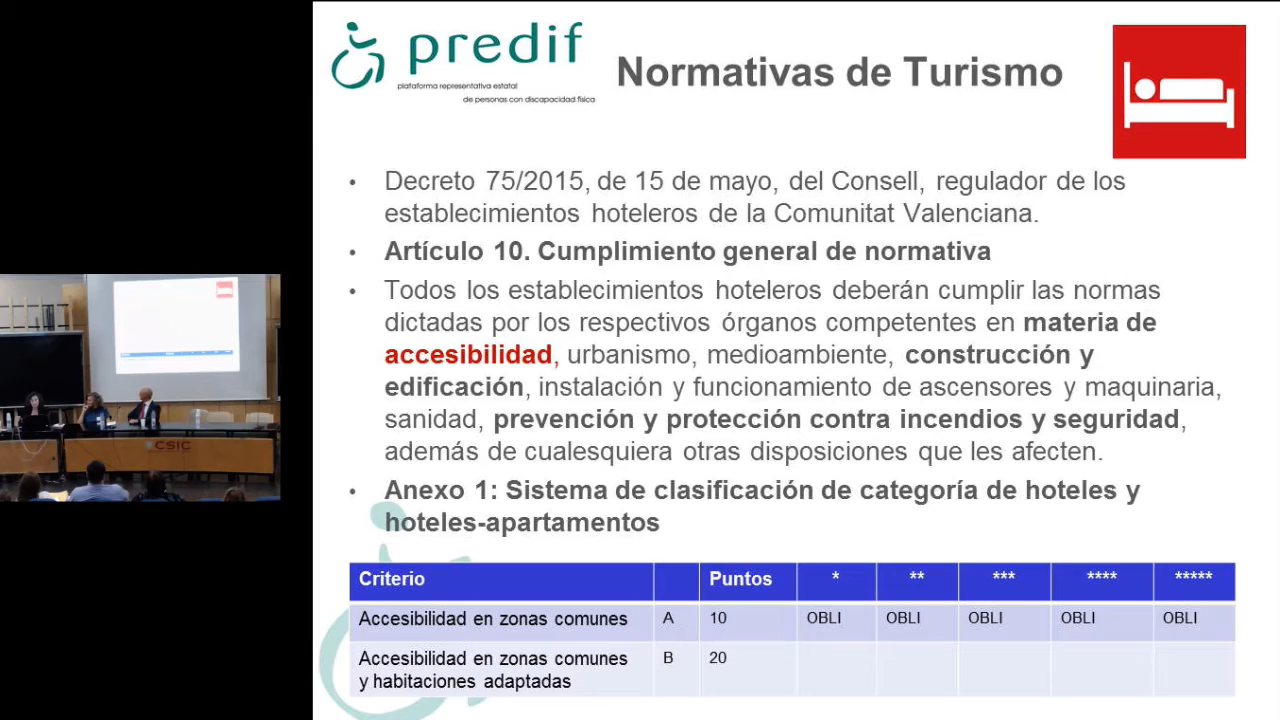 predif
plataforma representativa estatal
de personas con discapacidad física
Normativas de Turismo
• Decreto 75/2015, de 15 de mayo, del Consell, regulador de los
establecimientos hoteleros de la Comunitat Valenciana.
• Artículo 10. Cumplimiento general de normativa
• Todos los establecimientos hoteleros deberán cumplir las normas
dictadas por los respectivos órganos competentes en materia de
accesibilidad, urbanismo, medioambiente, construcción y
edificación, instalación y funcionamiento de ascensores y maquinaria,
sanidad, prevención y protección contra incendios y seguridad,
además de cualesquiera otras disposiciones que les afecten.
• Anexo 1: Sistema de clasificación de categoría de hoteles y
hoteles-apartamentos
Criterio Puntos * ** *** **** *****
Accesibilidad en zonas comunes A 10 OBLI OBLI OBLI OBLI OBLI
Accesibilidad en zonas comunes B 20
y habitaciones adaptadas
CSIC